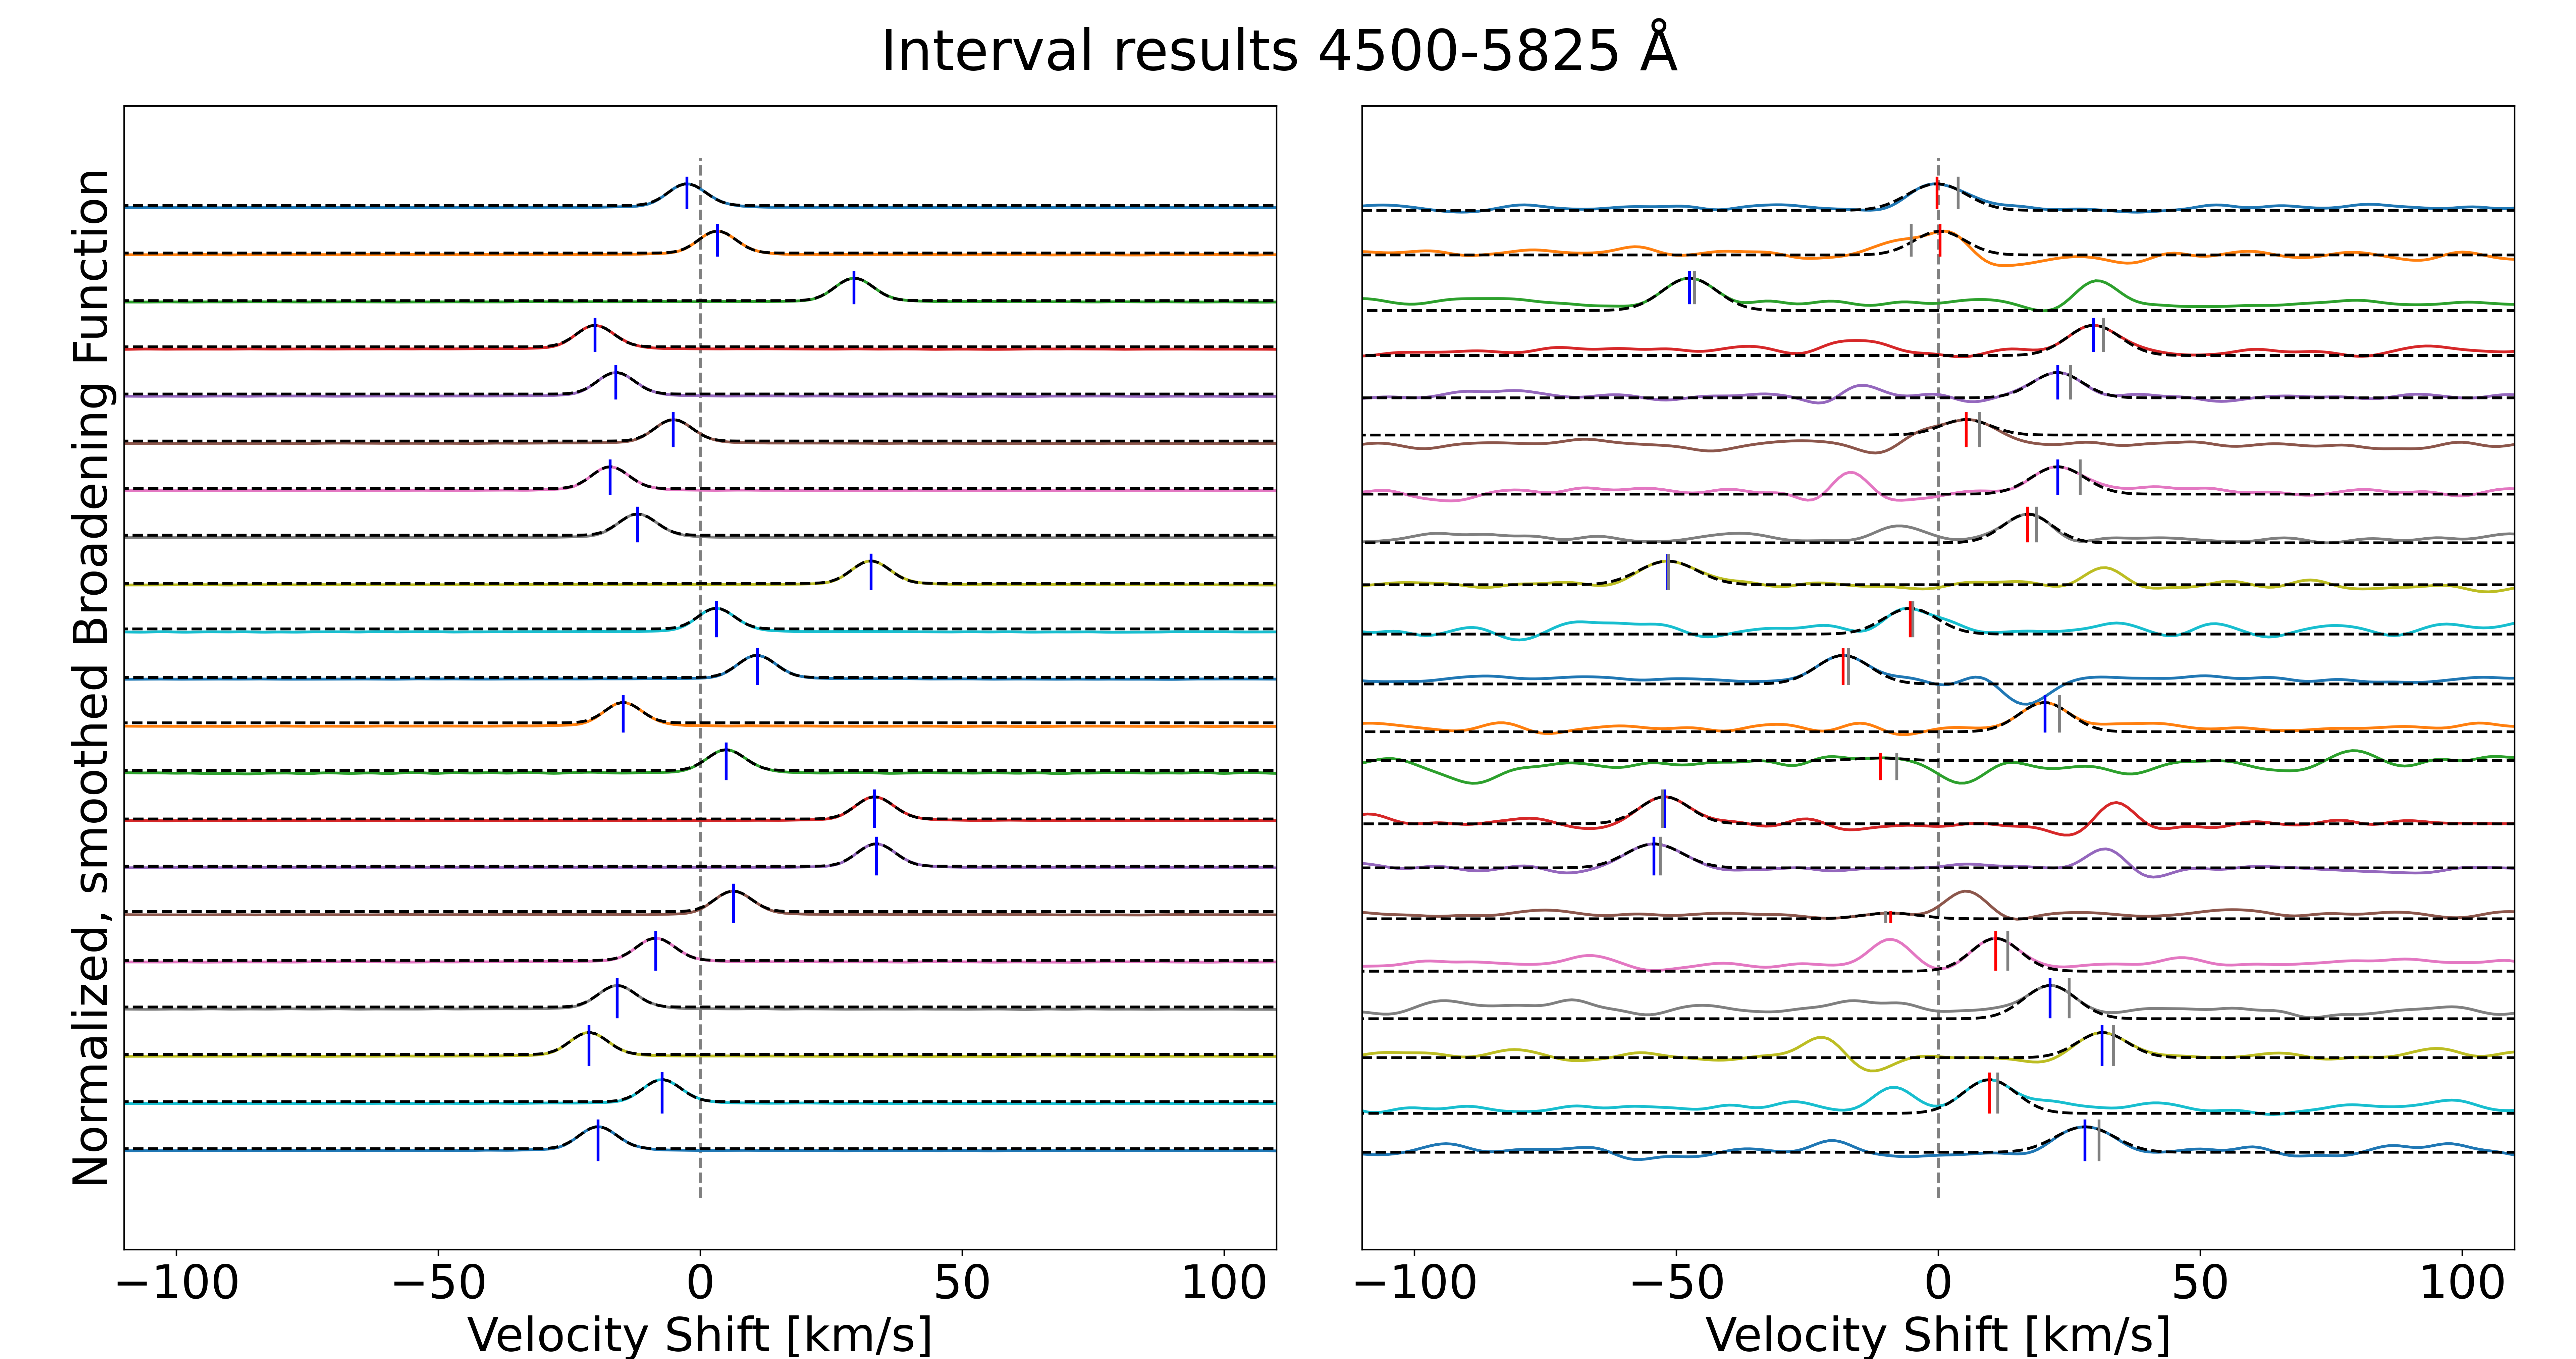 Interval results 4500-5825 Å
Normalized, smoothed Broadening Function
−100 −50 0 50 100
−100 −50 0 50 100
Velocity Shift [km/s]
Velocity Shift [km/s]